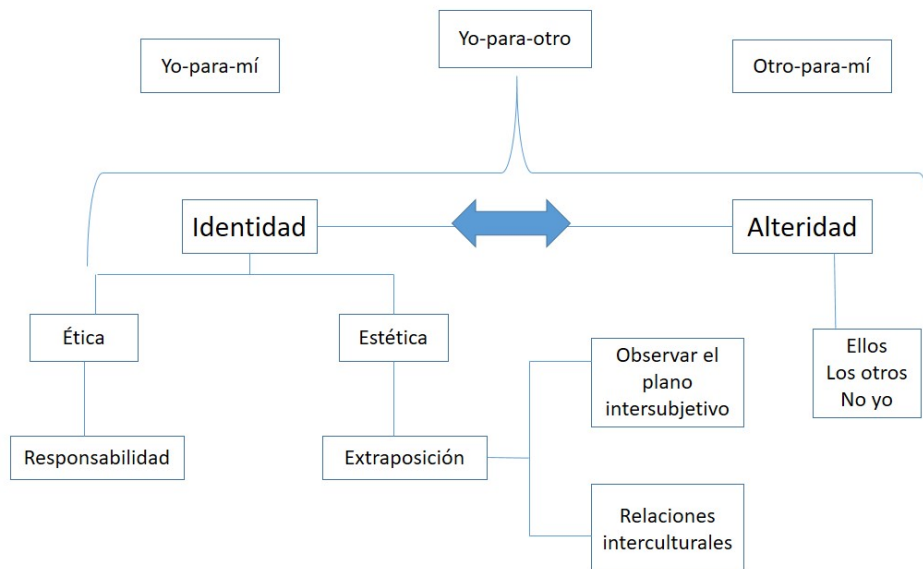 Yo-para-mí
Yo-para-otro
Otro-para-mí
Identidad
Alteridad
Ética
Estética
Observar el
plano
intersubjetivo
Ellos
Los otros
No yo
Responsabilidad
Extraposición
Relaciones
interculturales